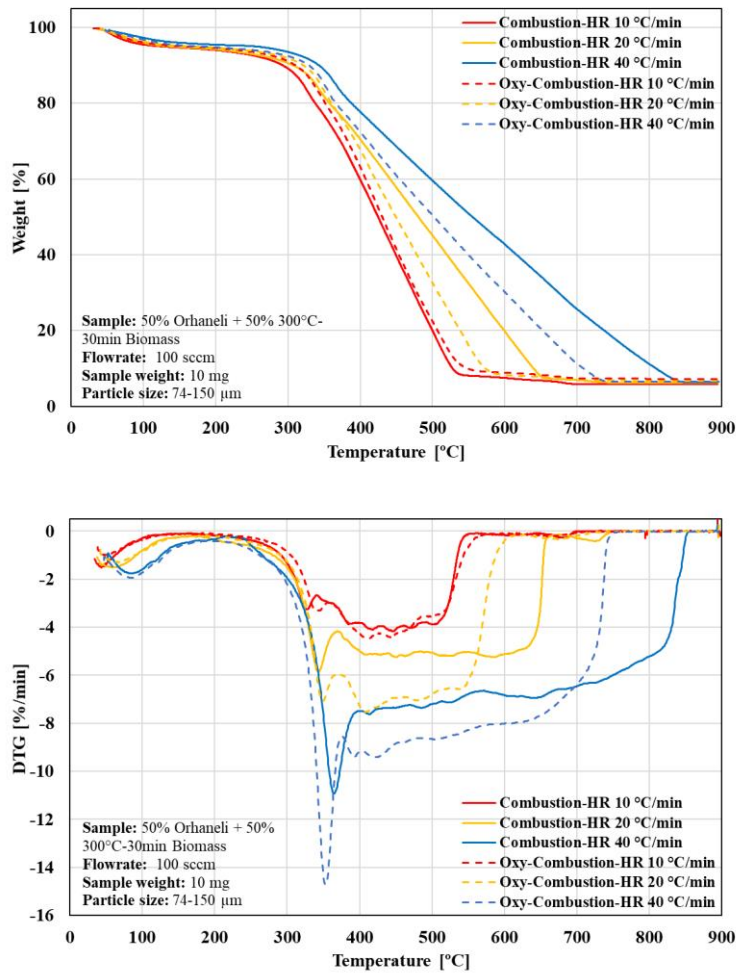 100
80
60
40
20
0
Weight [%]
Combustion-HR 10 °C/min
Combustion-HR 20 °C/min
Combustion-HR 40 °C/min
Oxy-Combustion-HR 10 °C/min
Oxy-Combustion-HR 20 °C/min
Oxy-Combustion-HR 40 °C/min
Sample: 50% Orhaneli + 50% 300°C-
30min Biomass
Flowrate: 100 sccm
Sample weight: 10 mg
Particle size: 74-150 µm
0 100 200 300 400 500 600 700 800 900
Temperature [°C]
0
-2
-4
-6
-8
-10
-12
-14
-16
DTG [%/min]
Sample: 50% Orhaneli + 50%
300°C-30min Biomass
Flowrate: 100 sccm
Sample weight: 10 mg
Particle size: 74-150 µm
Combustion-HR 10 °C/min
Combustion-HR 20 °C/min
Combustion-HR 40 °C/min
Oxy-Combustion-HR 10 °C/min
Oxy-Combustion-HR 20 °C/min
Oxy-Combustion-HR 40 °C/min
0 100 200 300 400 500 600 700 800 900
Temperature [°C]